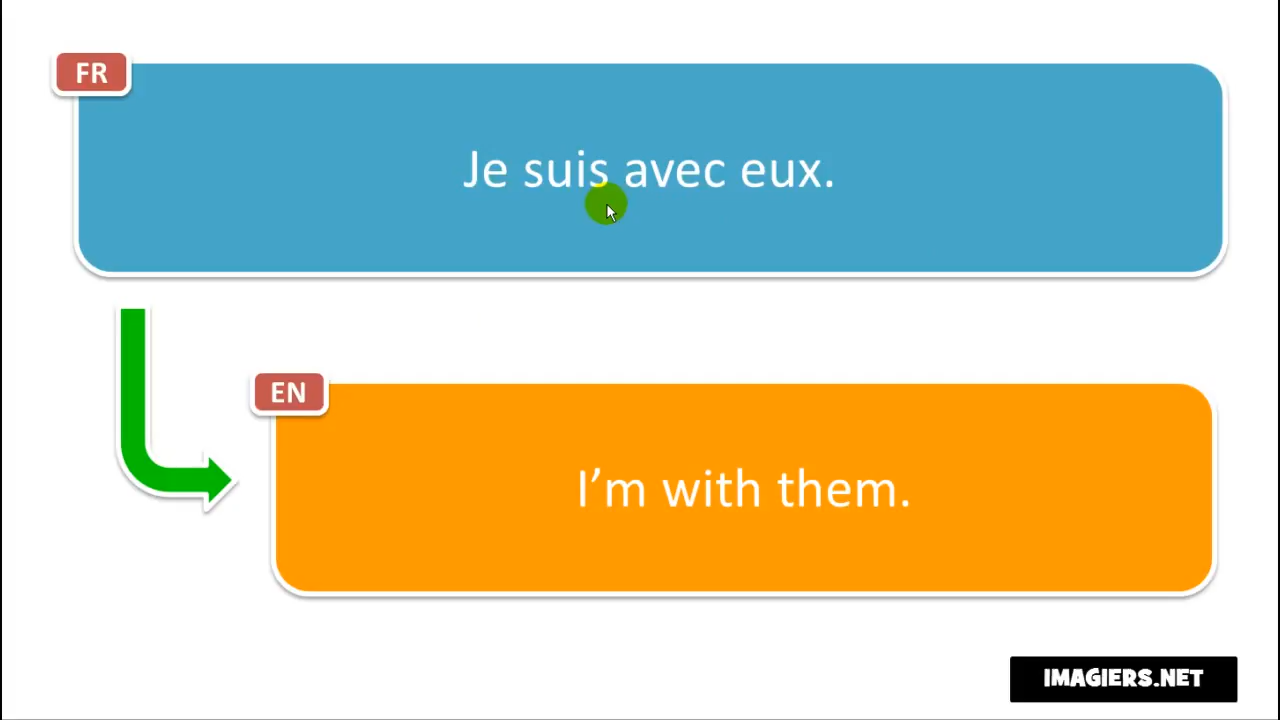 FR
Je suis avec eux.
EN
I’m with them.
IMAGIERS.NET